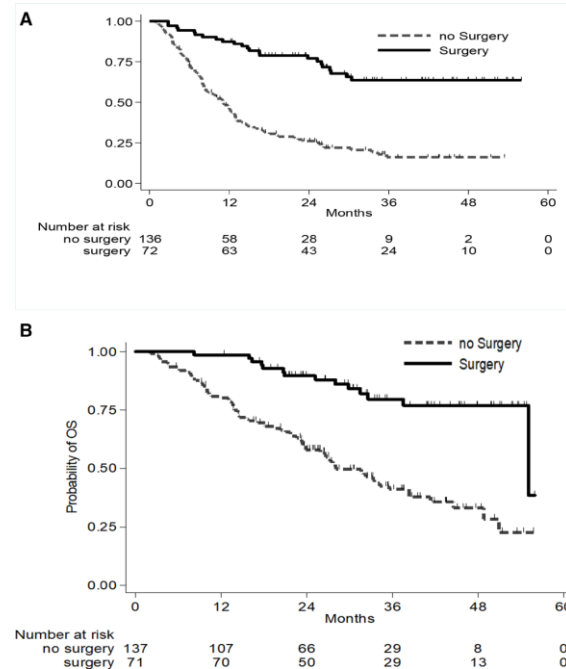 A
1.00
0.75
0.50
0.25
0.00
no Surgery
Surgery
0 12 24 36 48 60
Months
Number at risk
no surgery 136 58 28 9 2 0
surgery 72 63 43 24 10 0
B
1.00
0.75
0.50
0.25
0.00
Probability of OS
no Surgery
Surgery
0 12 24 36 48 60
Months
Number at risk
no surgery 137 107 66 29 8 0
surgery 71 70 50 29 13 0